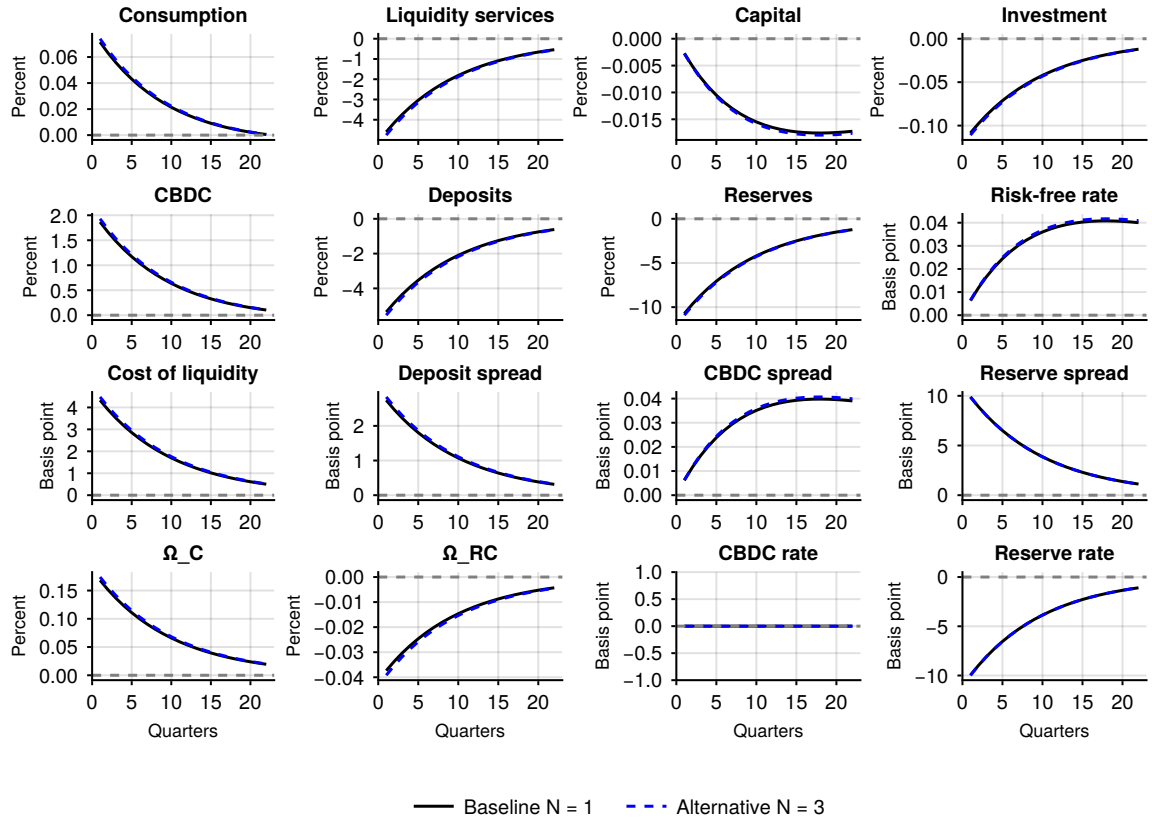 Consumption
Liquidity services
Capital
Investment
Percent
0.06
0.04
0.02
0.00
0 5 10 15 20
Percent
0
−1
−2
−3
−4
0 5 10 15 20
Percent
0.000
−0.005
−0.010
−0.015
0 5 10 15 20
Percent
0.00
−0.05
−0.10
0 5 10 15 20
CBDC
Deposits
Reserves
Risk-free rate
Percent
2.0
1.5
1.0
0.5
0.0
0 5 10 15 20
Percent
0
−2
−4
0 5 10 15 20
Percent
0
−5
−10
0 5 10 15 20
Basis point
0.04
0.03
0.02
0.01
0.00
0 5 10 15 20
Cost of liquidity
Deposit spread
CBDC spread
Reserve spread
Basis point
4
3
2
1
0
0 5 10 15 20
Basis point
2
1
0
0 5 10 15 20
Basis point
0.04
0.03
0.02
0.01
0.00
0 5 10 15 20
Basis point
10
5
0
0 5 10 15 20
Ω_C
Ω_RC
CBDC rate
Reserve rate
Percent
0.15
0.10
0.05
0.00
0 5 10 15 20
Quarters
Percent
0.00
−0.01
−0.02
−0.03
−0.04
0 5 10 15 20
Quarters
Basis point
1.0
0.5
0.0
−0.5
−1.0
0 5 10 15 20
Quarters
Basis point
0
−5
−10
0 5 10 15 20
Quarters
Baseline N = 1
Alternative N = 3